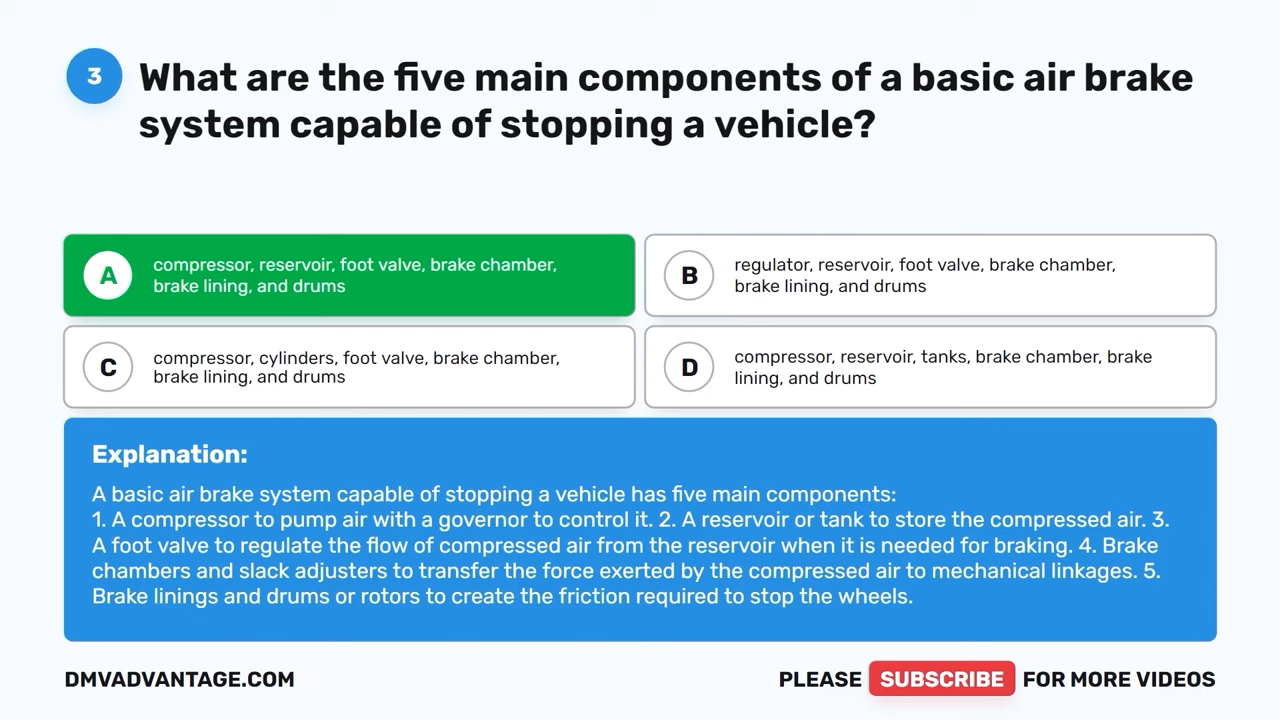 3
What are the five main components of a basic air brake
system capable of stopping a vehicle?
A
compressor, reservoir, foot valve, brake chamber,
brake lining, and drums
B
regulator, reservoir, foot valve, brake chamber,
brake lining, and drums
C
compressor, cylinders, foot valve, brake chamber,
brake lining, and drums
D
compressor, reservoir, tanks, brake chamber, brake
lining, and drums
Explanation:
A basic air brake system capable of stopping a vehicle has five main components:
1. A compressor to pump air with a governor to control it. 2. A reservoir or tank to store the compressed air. 3.
A foot valve to regulate the flow of compressed air from the reservoir when it is needed for braking. 4. Brake
chambers and slack adjusters to transfer the force exerted by the compressed air to mechanical linkages. 5.
Brake linings and drums or rotors to create the friction required to stop the wheels.
DMVADVANTAGE.COM
PLEASE SUBSCRIBE FOR MORE VIDEOS